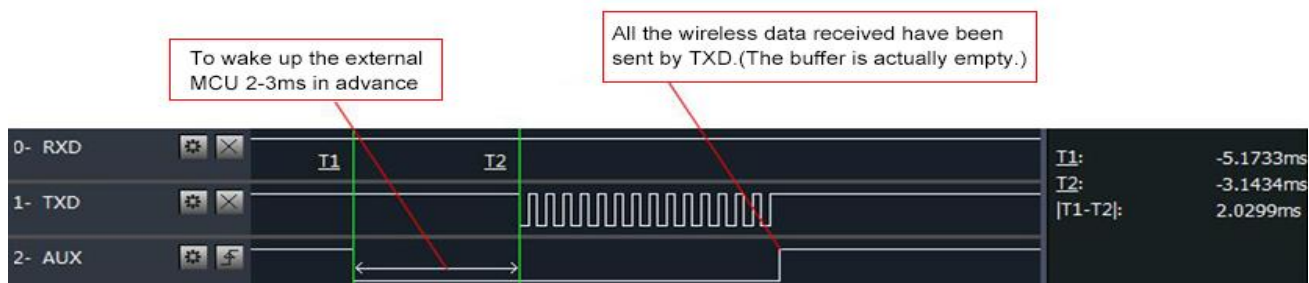 To wake up the external
MCU 2-3ms in advance
All the wireless data received have been
sent by TXD.(The buffer is actually empty.)
0- RXD
T1
T2
1- TXD
2- AUX
T1: -5.1733ms
T2: -3.1434ms
|T1-T2|: 2.0299ms